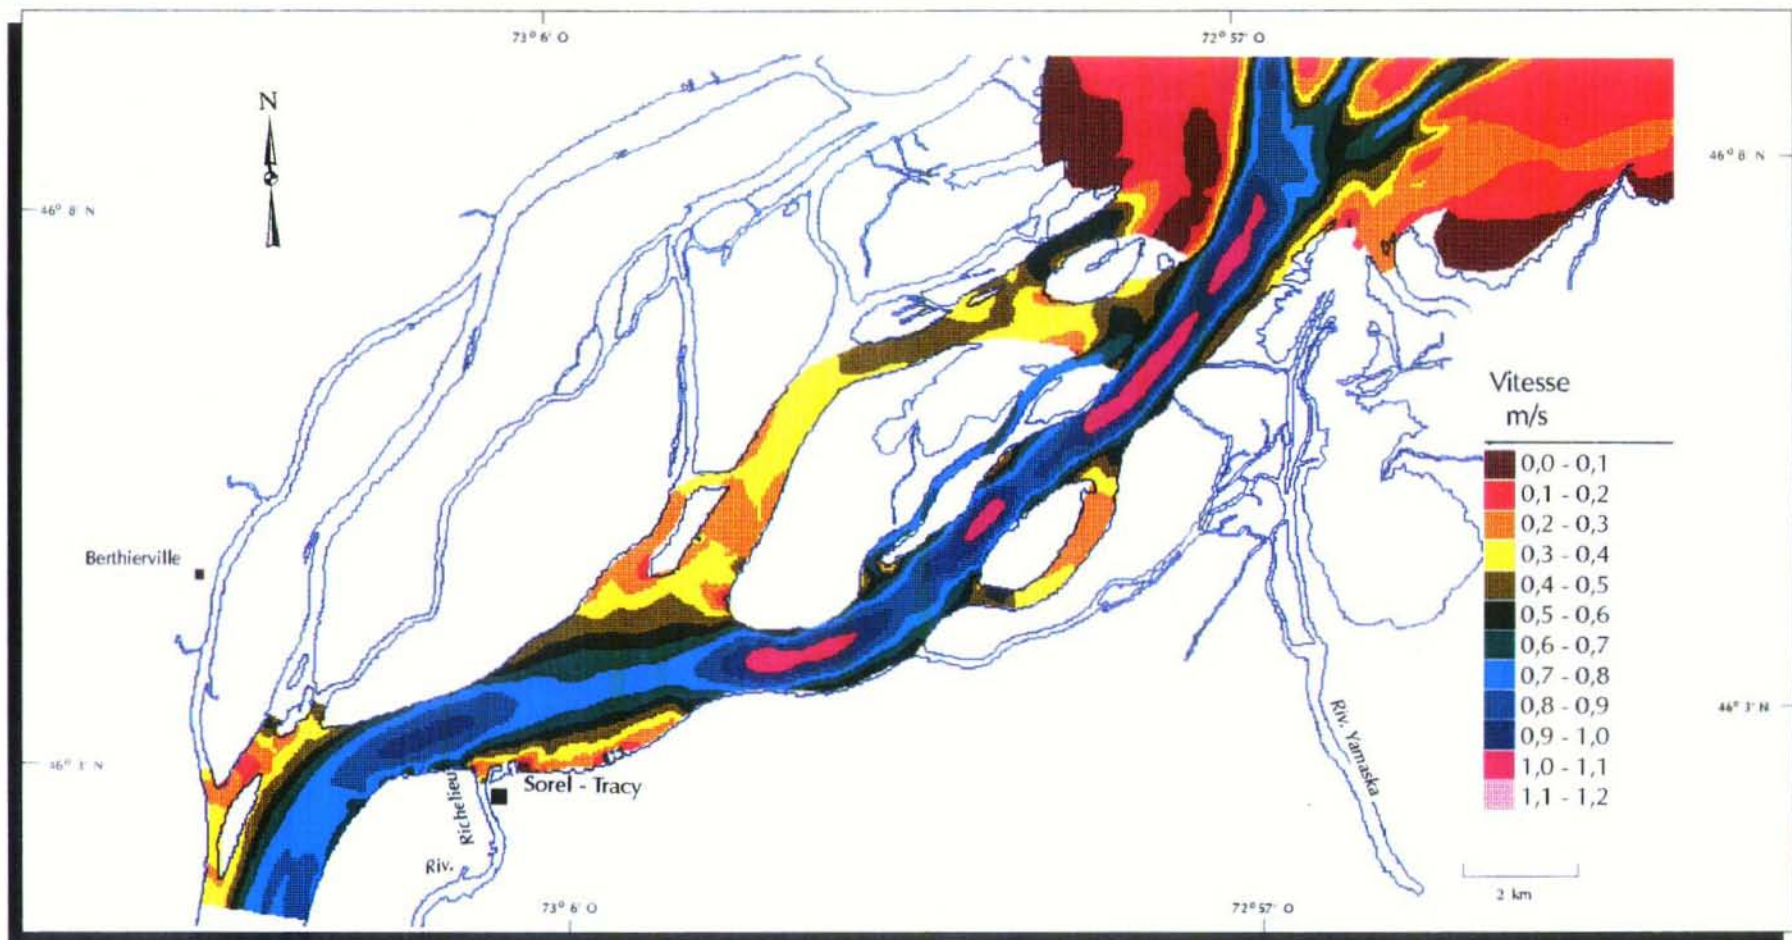 73° 6' O
72° 57' O
N
46° 8' N
46° 8' N
Vitesse
m/s
0,0 - 0,1
0,1 - 0,2
0,2 - 0,3
0,3 - 0,4
0,4 - 0,5
0,5 - 0,6
0,6 - 0,7
0,7 - 0,8
0,8 - 0,9
0,9 - 1,0
1,0 - 1,1
1,1 - 1,2
Berthierville
46° 3' N
46° 3' N
Sorel - Tracy
Riv. Richelieu
Riv. Yamaska
2 km
73° 6' O
72° 57' O